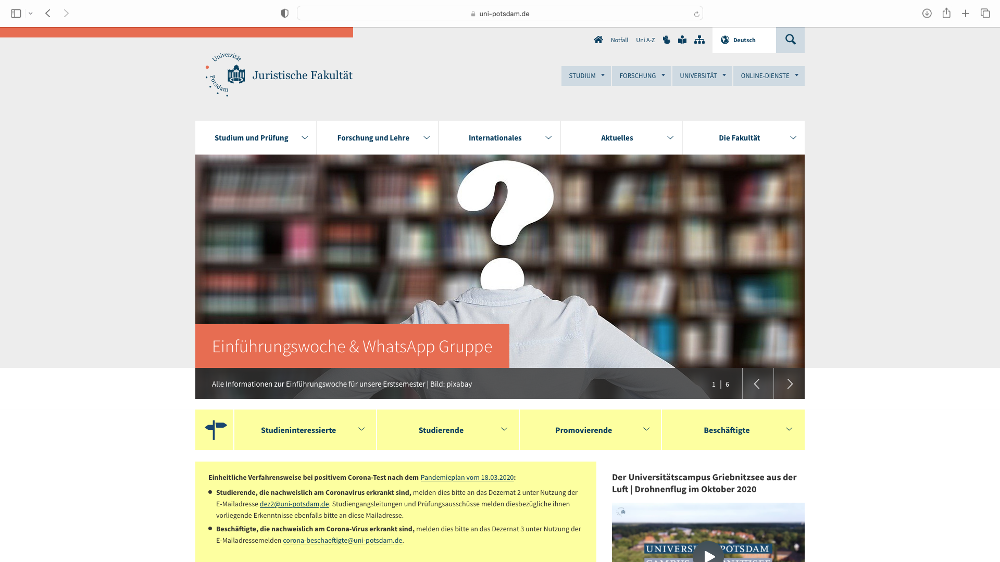 uni-potsdam.de
Notfall
Uni A-Z
Deutsch
Universität
Potsdam
Juristische Fakultät
STUDIUM
FORSCHUNG
UNIVERSITÄT
ONLINE-DIENSTE
Studium und Prüfung
Forschung und Lehre
Internationales
Aktuelles
Die Fakultät
Einführungswoche & WhatsApp Gruppe
Alle Informationen zur Einführungswoche für unsere Erstsemester | Bild: pixabay
1 | 6
Studieninteressierte
Studierende
Promovierende
Beschäftigte
Einheitliche Verfahrensweise bei positivem Corona-Test nach dem Pandemieplan vom 18.03.2020:
Studierende, die nachweislich am Coronavirus erkrankt sind, melden dies bitte an das Dezernat 2 unter Nutzung der
E-Mailadresse dez2@uni-potsdam.de. Studiengangsleitungen und Prüfungsausschüsse melden diesbezügliche ihnen
vorliegende Erkenntnisse ebenfalls bitte an diese Mailadresse.
Beschäftigte, die nachweislich am Corona-Virus erkrankt sind, melden dies bitte an das Dezernat 3 unter Nutzung der
E-Mailadressemelden corona-beschaeftigte@uni-potsdam.de.
Der Universitätscampus Griebnitzsee aus der
Luft | Drohnenflug im Oktober 2020